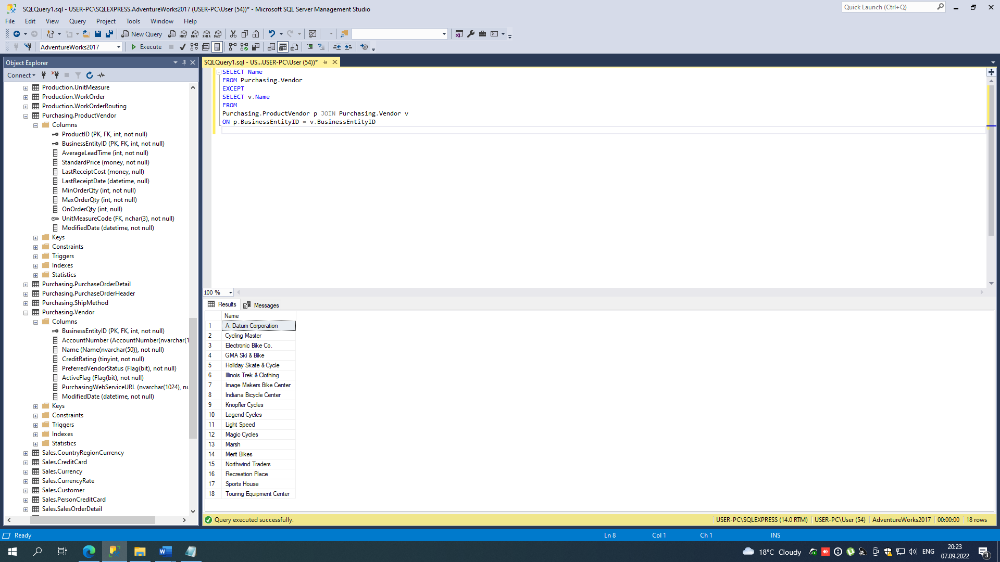 SQLQuery1.sql - USER-PC\SQLEXPRESS.AdventureWorks2017 (USER-PC\User (54))* - Microsoft SQL Server Management Studio
Quick Launch (Ctrl+Q)
File Edit View Query Project Tools Window Help
New Query
AdventureWorks2017
Execute
Object Explorer
Connect
Production.UnitMeasure
Production.WorkOrder
Production.WorkOrderRouting
Purchasing.ProductVendor
Columns
ProductID (PK, FK, int, not null)
BusinessEntityID (PK, FK, int, not null)
AverageLeadTime (int, not null)
StandardPrice (money, not null)
LastReceiptCost (money, null)
LastReceiptDate (datetime, null)
MinOrderQty (int, not null)
MaxOrderQty (int, not null)
OnOrderQty (int, null)
UnitMeasureCode (FK, nchar(3), not null)
ModifiedDate (datetime, not null)
Keys
Constraints
Triggers
Indexes
Statistics
Purchasing.PurchaseOrderDetail
Purchasing.PurchaseOrderHeader
Purchasing.ShipMethod
Purchasing.Vendor
Columns
BusinessEntityID (PK, FK, int, not null)
AccountNumber (AccountNumber(nvarchar(1
Name (Name(nvarchar(50)), not null)
CreditRating (tinyint, not null)
PreferredVendorStatus (Flag(bit), not null)
ActiveFlag (Flag(bit), not null)
PurchasingWebServiceURL (nvarchar(1024), nu
ModifiedDate (datetime, not null)
Keys
Constraints
Triggers
Indexes
Statistics
Sales.CountryRegionCurrency
Sales.CreditCard
Sales.Currency
Sales.CurrencyRate
Sales.Customer
Sales.PersonCreditCard
Sales.SalesOrderDetail
SQLQuery1.sql - US...USER-PC\User (54))*
SELECT Name
FROM Purchasing.Vendor
EXCEPT
SELECT v.Name
FROM
Purchasing.ProductVendor p JOIN Purchasing.Vendor v
ON p.BusinessEntityID = v.BusinessEntityID
100 %
Results Messages
Name
1 A. Datum Corporation
2 Cycling Master
3 Electronic Bike Co.
4 GMA Ski & Bike
5 Holiday Skate & Cycle
6 Illinois Trek & Clothing
7 Image Makers Bike Center
8 Indiana Bicycle Center
9 Knopfler Cycles
10 Legend Cycles
11 Light Speed
12 Magic Cycles
13 Marsh
14 Merit Bikes
15 Northwind Traders
16 Recreation Place
17 Sports House
18 Touring Equipment Center
Query executed successfully.
USER-PC\SQLEXPRESS (14.0 RTM) USER-PC\User (54) AdventureWorks2017 00:00:00 18 rows
Ready Ln 8 Col 1 Ch 1 INS
18°C Cloudy
ENG
20:23
07.09.2022
3